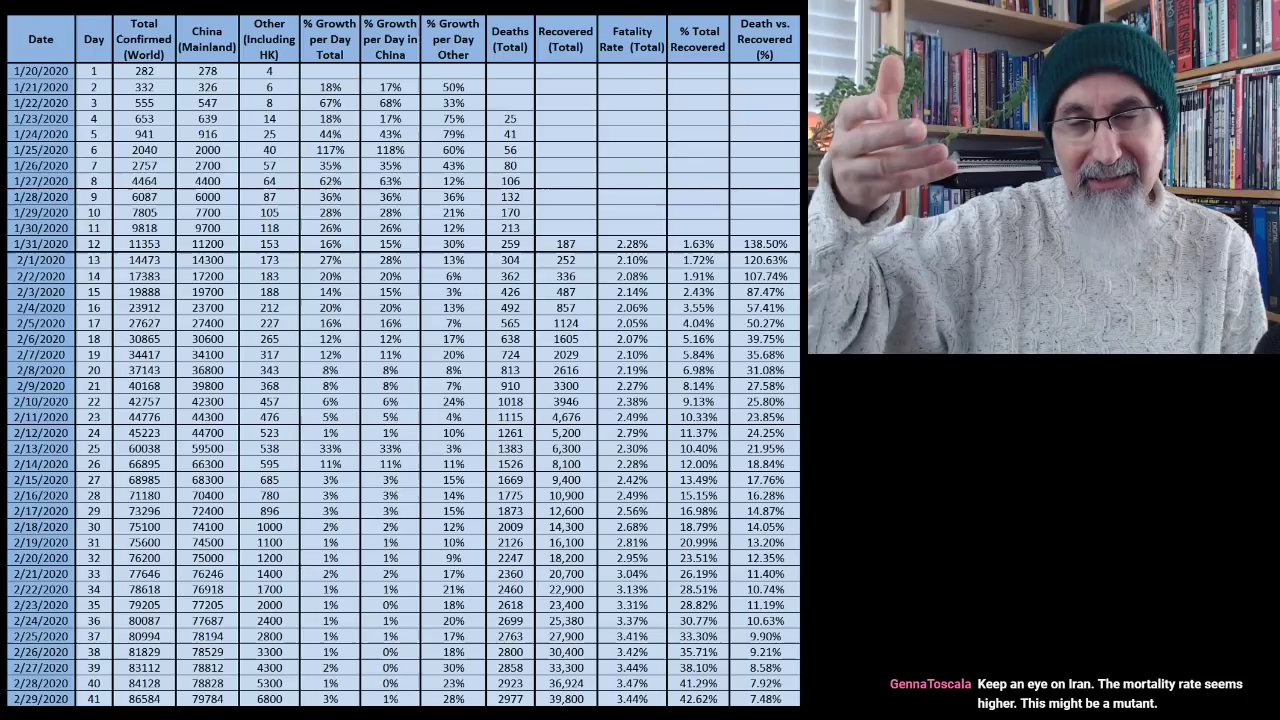 Date Day Total Confirmed (World) China (Mainland) Other (Including HK) % Growth per Day Total % Growth per Day in China % Growth per Day Other Deaths (Total) Recovered (Total) Fatality Rate (Total) % Total Recovered Death vs. Recovered (%)
1/20/2020 1 282 278 4
1/21/2020 2 332 326 6 18% 17% 50%
1/22/2020 3 555 547 8 67% 68% 33%
1/23/2020 4 653 639 14 18% 17% 75% 25
1/24/2020 5 941 916 25 44% 43% 79% 41
1/25/2020 6 2040 2000 40 117% 118% 60% 56
1/26/2020 7 2757 2700 57 35% 35% 43% 80
1/27/2020 8 4464 4400 64 62% 63% 12% 106
1/28/2020 9 6087 6000 87 36% 36% 36% 132
1/29/2020 10 7805 7700 105 28% 28% 21% 170
1/30/2020 11 9818 9700 118 26% 26% 12% 213
1/31/2020 12 11353 11200 153 16% 15% 30% 259 187 2.28% 1.63% 138.50%
2/1/2020 13 14473 14300 173 27% 28% 13% 304 252 2.10% 1.72% 120.63%
2/2/2020 14 17383 17200 183 20% 20% 6% 362 336 2.08% 1.91% 107.74%
2/3/2020 15 19888 19700 188 14% 15% 3% 426 487 2.14% 2.43% 87.47%
2/4/2020 16 23912 23700 212 20% 20% 13% 492 857 2.06% 3.55% 57.41%
2/5/2020 17 27627 27400 227 16% 16% 7% 565 1124 2.05% 4.04% 50.27%
2/6/2020 18 30865 30600 265 12% 12% 17% 638 1605 2.07% 5.16% 39.75%
2/7/2020 19 34417 34100 317 12% 11% 20% 724 2029 2.10% 5.84% 35.68%
2/8/2020 20 37143 36800 343 8% 8% 8% 813 2616 2.19% 6.98% 31.08%
2/9/2020 21 40168 39800 368 8% 8% 7% 910 3300 2.27% 8.14% 27.58%
2/10/2020 22 42757 42300 457 6% 6% 24% 1018 3946 2.38% 9.13% 25.80%
2/11/2020 23 44776 44300 476 5% 5% 4% 1115 4,676 2.49% 10.33% 23.85%
2/12/2020 24 45223 44700 523 1% 1% 10% 1261 5,200 2.79% 11.37% 24.25%
2/13/2020 25 60038 59500 538 33% 33% 3% 1383 6,300 2.30% 10.40% 21.95%
2/14/2020 26 66895 66300 595 11% 11% 11% 1526 8,100 2.28% 12.00% 18.84%
2/15/2020 27 68985 68300 685 3% 3% 15% 1669 9,400 2.42% 13.49% 17.76%
2/16/2020 28 71180 70400 780 3% 3% 14% 1775 10,900 2.49% 15.15% 16.28%
2/17/2020 29 73296 72400 896 3% 3% 15% 1873 12,600 2.56% 16.98% 14.87%
2/18/2020 30 75100 74100 1000 2% 2% 12% 2009 14,300 2.68% 18.79% 14.05%
2/19/2020 31 75600 74500 1100 1% 1% 10% 2126 16,100 2.81% 20.99% 13.20%
2/20/2020 32 76200 75000 1200 1% 1% 9% 2247 18,200 2.95% 23.51% 12.35%
2/21/2020 33 77646 76246 1400 2% 2% 17% 2360 20,700 3.04% 26.19% 11.40%
2/22/2020 34 78618 76918 1700 1% 1% 21% 2460 22,900 3.13% 28.51% 10.74%
2/23/2020 35 79205 77205 2000 1% 0% 18% 2618 23,400 3.31% 28.82% 11.19%
2/24/2020 36 80087 77687 2400 1% 1% 20% 2699 25,380 3.37% 30.77% 10.63%
2/25/2020 37 80994 78194 2800 1% 1% 17% 2763 27,900 3.41% 33.30% 9.90%
2/26/2020 38 81829 78529 3300 1% 0% 18% 2800 30,400 3.42% 35.71% 9.21%
2/27/2020 39 83112 78812 4300 2% 0% 30% 2858 33,300 3.44% 38.10% 8.58%
2/28/2020 40 84128 78828 5300 1% 0% 23% 2923 36,924 3.47% 41.29% 7.92%
2/29/2020 41 86584 79784 6800 3% 1% 28% 2977 39,800 3.44% 42.62% 7.48%
GennaToscala Keep an eye on Iran. The mortality rate seems
higher. This might be a mutant.